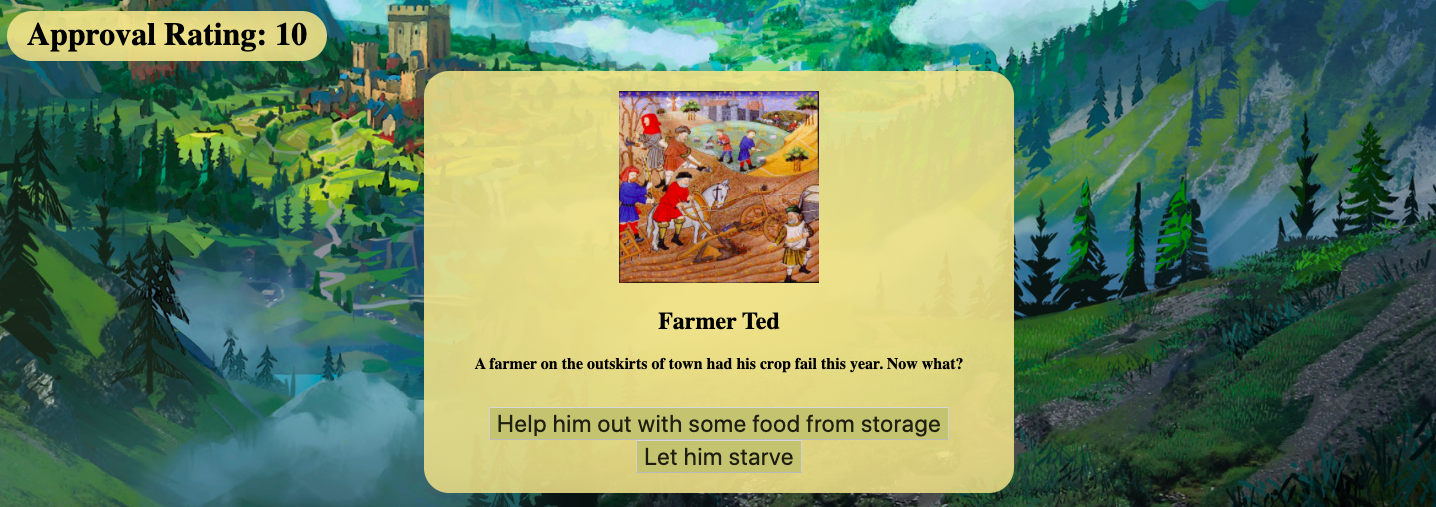 Approval Rating: 10
Farmer Ted
A farmer on the outskirts of town had his crop fail this year. Now what?
Help him out with some food from storage
Let him starve